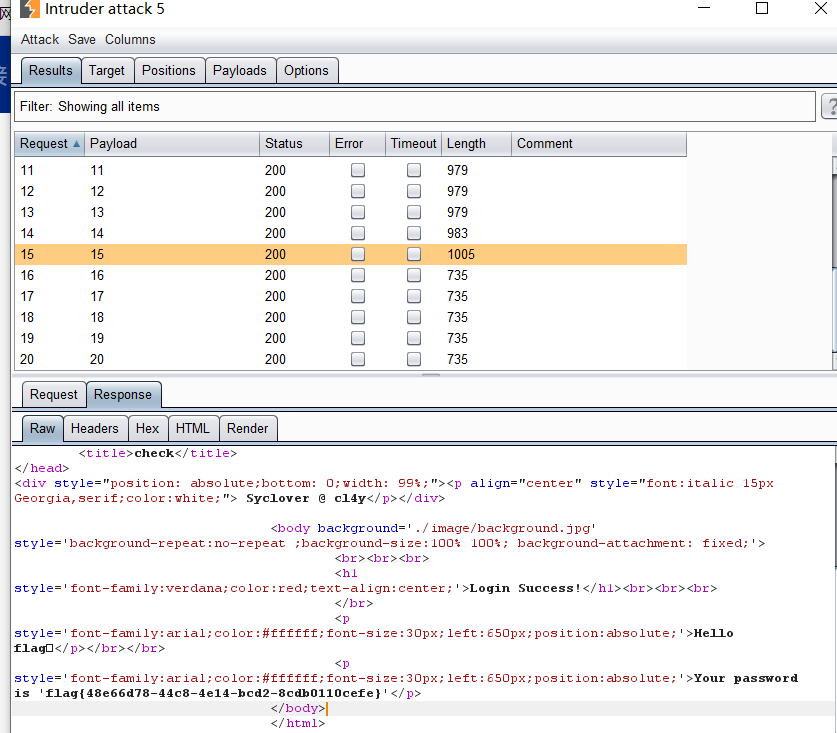 Intruder attack 5
Attack Save Columns
Results Target Positions Payloads Options
Filter: Showing all items
?
Request Payload Status Error Timeout Length Comment
11 11 200 979
12 12 200 979
13 13 200 979
14 14 200 983
15 15 200 1005
16 16 200 735
17 17 200 735
18 18 200 735
19 19 200 735
20 20 200 735
Request Response
Raw Headers Hex HTML Render
<title>check</title>
</head>
<div style="position: absolute;bottom: 0;width: 99%;"><p align="center" style="font:italic 15px
Georgia,serif;color:white;"> Syclover @ cl4y</p></div>
<body background='./image/background.jpg'
style='background-repeat:no-repeat ;background-size:100% 100%; background-attachment: fixed;'>
<br><br><br>
<h1
style='font-family:verdana;color:red;text-align:center;'>Login Success!</h1><br><br><br>
</br>
<p
style='font-family:arial;color:#ffffff;font-size:30px;left:650px;position:absolute;'>Hello
flag□</p></br></br>
<p
style='font-family:arial;color:#ffffff;font-size:30px;left:650px;position:absolute;'>Your password
is 'flag{48e66d78-44c8-4e14-bcd2-8cdb0110cefe}'</p>
</body>
</html>